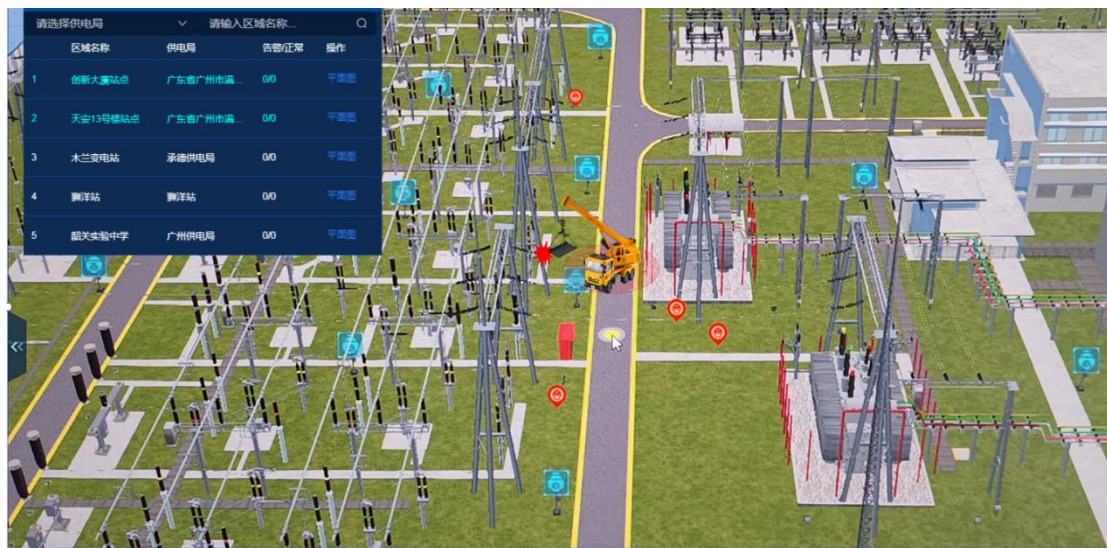 请选择供电局 请输入区域名称...
区域名称 供电局 告警/正常 操作
1 创新大厦站点 广东省广州市满... 0/0 平面图
2 天安13号楼站点 广东省广州市满... 0/0 平面图
3 木兰变电站 承德供电局 0/0 平面图
4 狮洋站 狮洋站 0/0 平面图
5 韶关实验中学 广州供电局 0/0 平面图